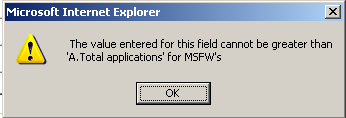 Microsoft Internet Explorer
The value entered for this field cannot be greater than
'A.Total applications' for MSFW's
OK